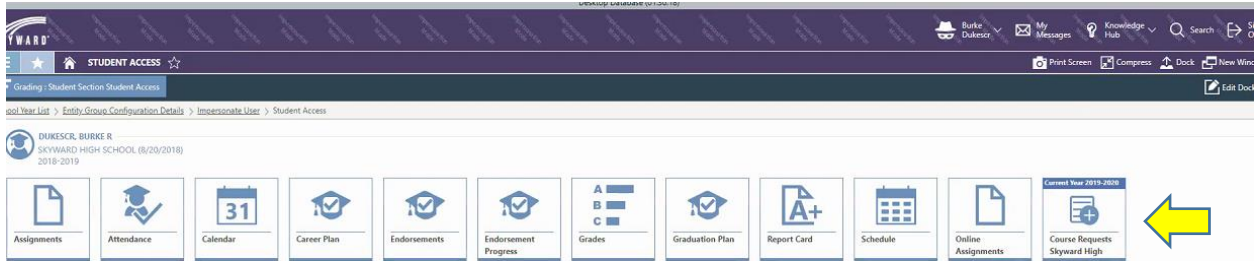 Desktop Database (01:30:18)
YWARD
Burke Dukescr
My Messages
Knowledge Hub
Search
STUDENT ACCESS
Print Screen
Compress
Dock
New Wind
Grading : Student Section Student Access
Edit Dock
ool Year List > Entity Group Configuration Details > Impersonate User > Student Access
DUKESCR, BURKE R
SKYWARD HIGH SCHOOL (8/20/2018)
2018-2019
Assignments
Attendance
31
Calendar
Career Plan
Endorsements
Endorsement
Progress
A
B
C
Grades
Graduation Plan
A+
Report Card
Schedule
Online
Assignments
Current Year 2019-2020
Course Requests
Skyward High